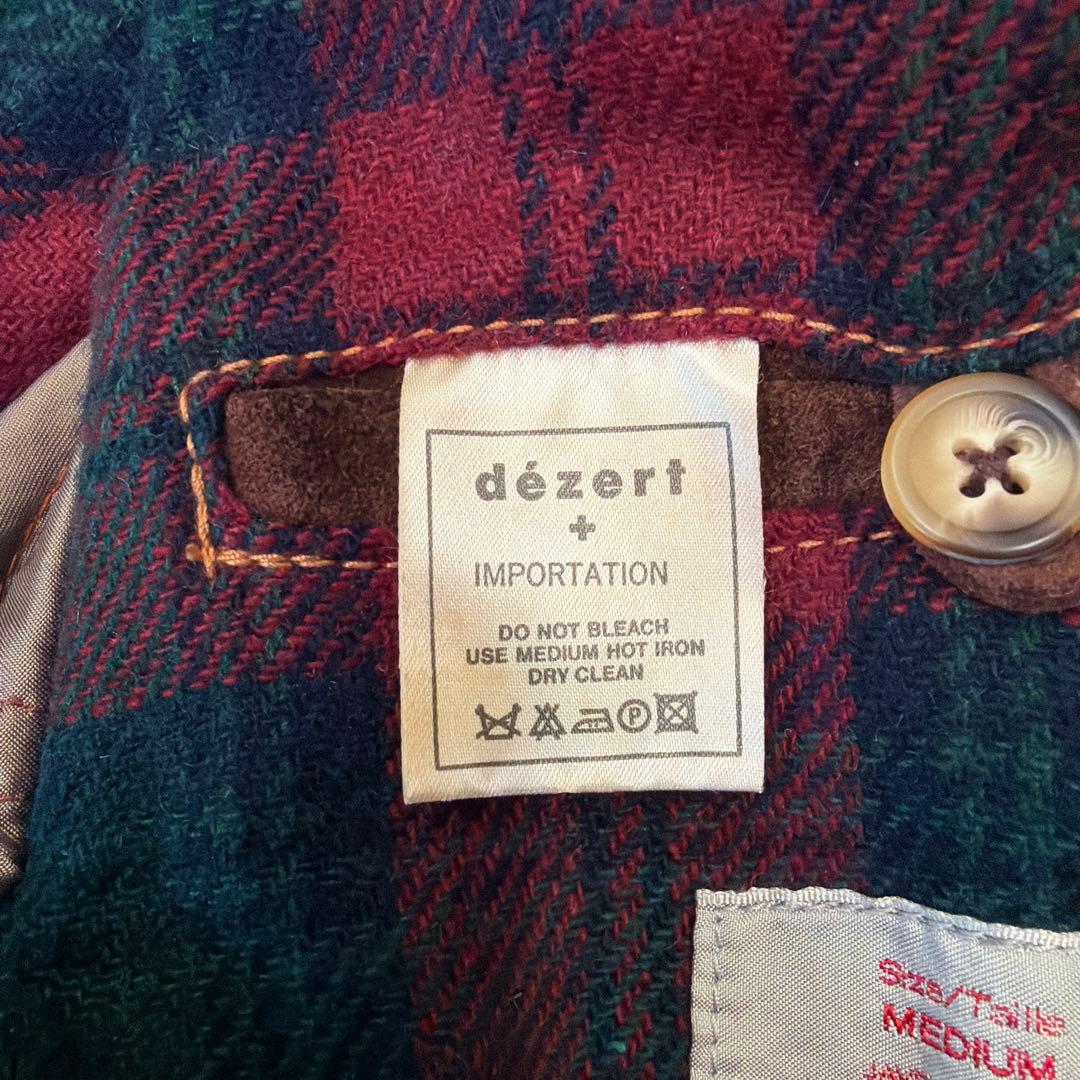 dézert
+
IMPORTATION
DO NOT BLEACH
USE MEDIUM HOT IRON
DRY CLEAN
P
Size/Taille
MEDIUM